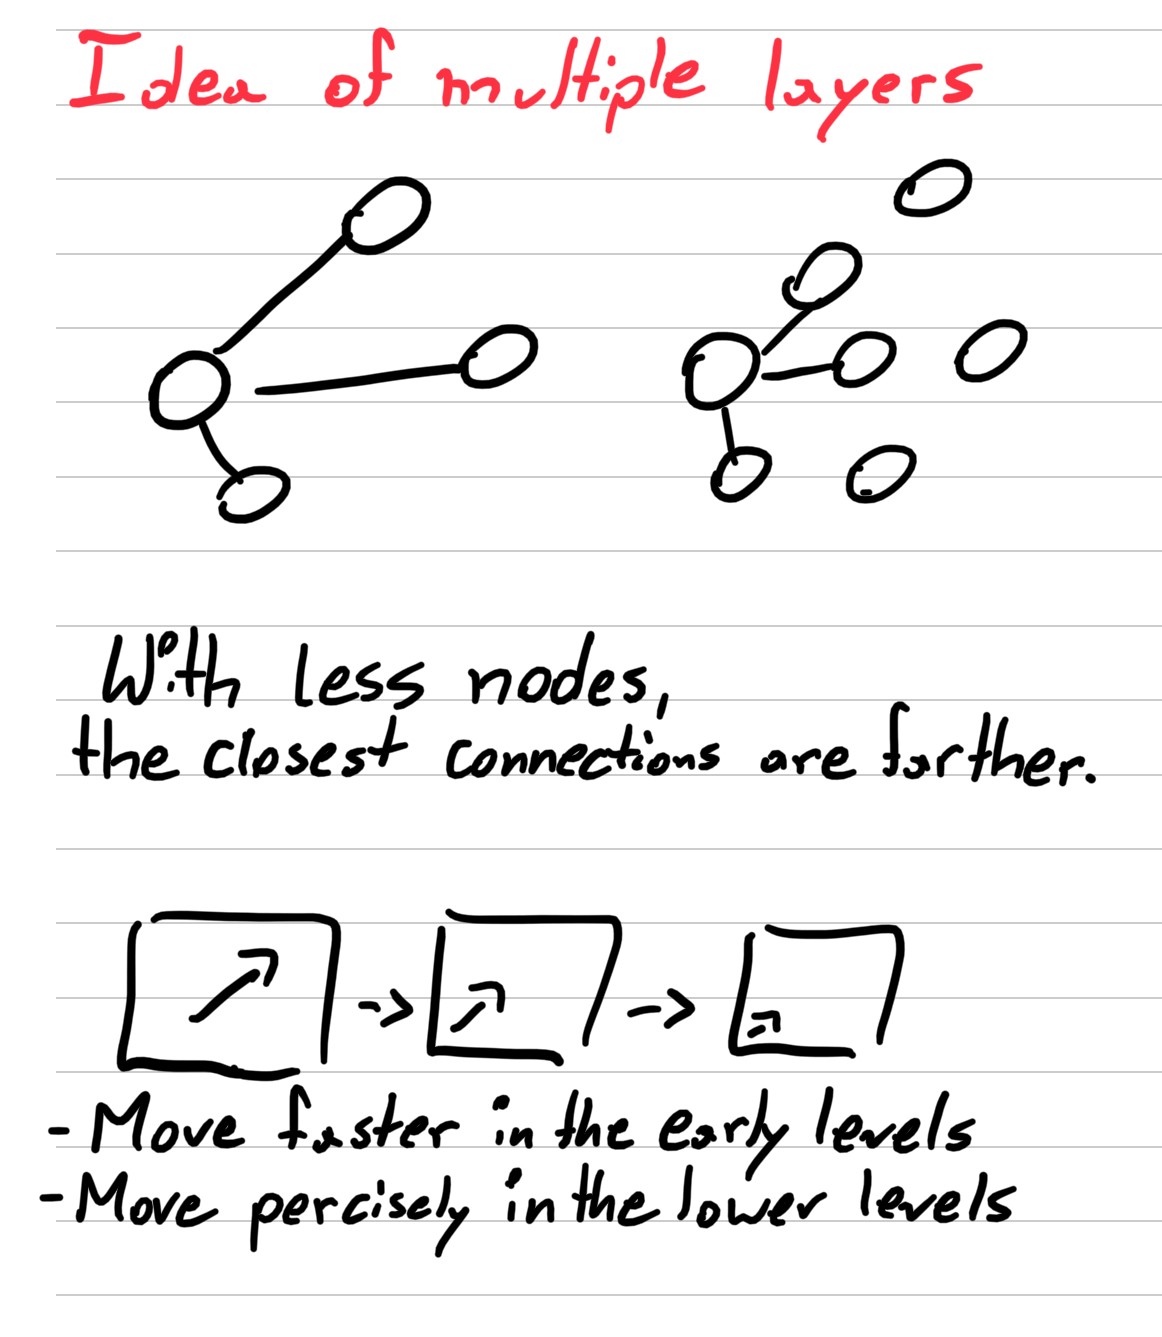 Idea of multiple layers
With less nodes,
the closest connections are farther.
- Move faster in the early levels
- Move percisely in the lower levels